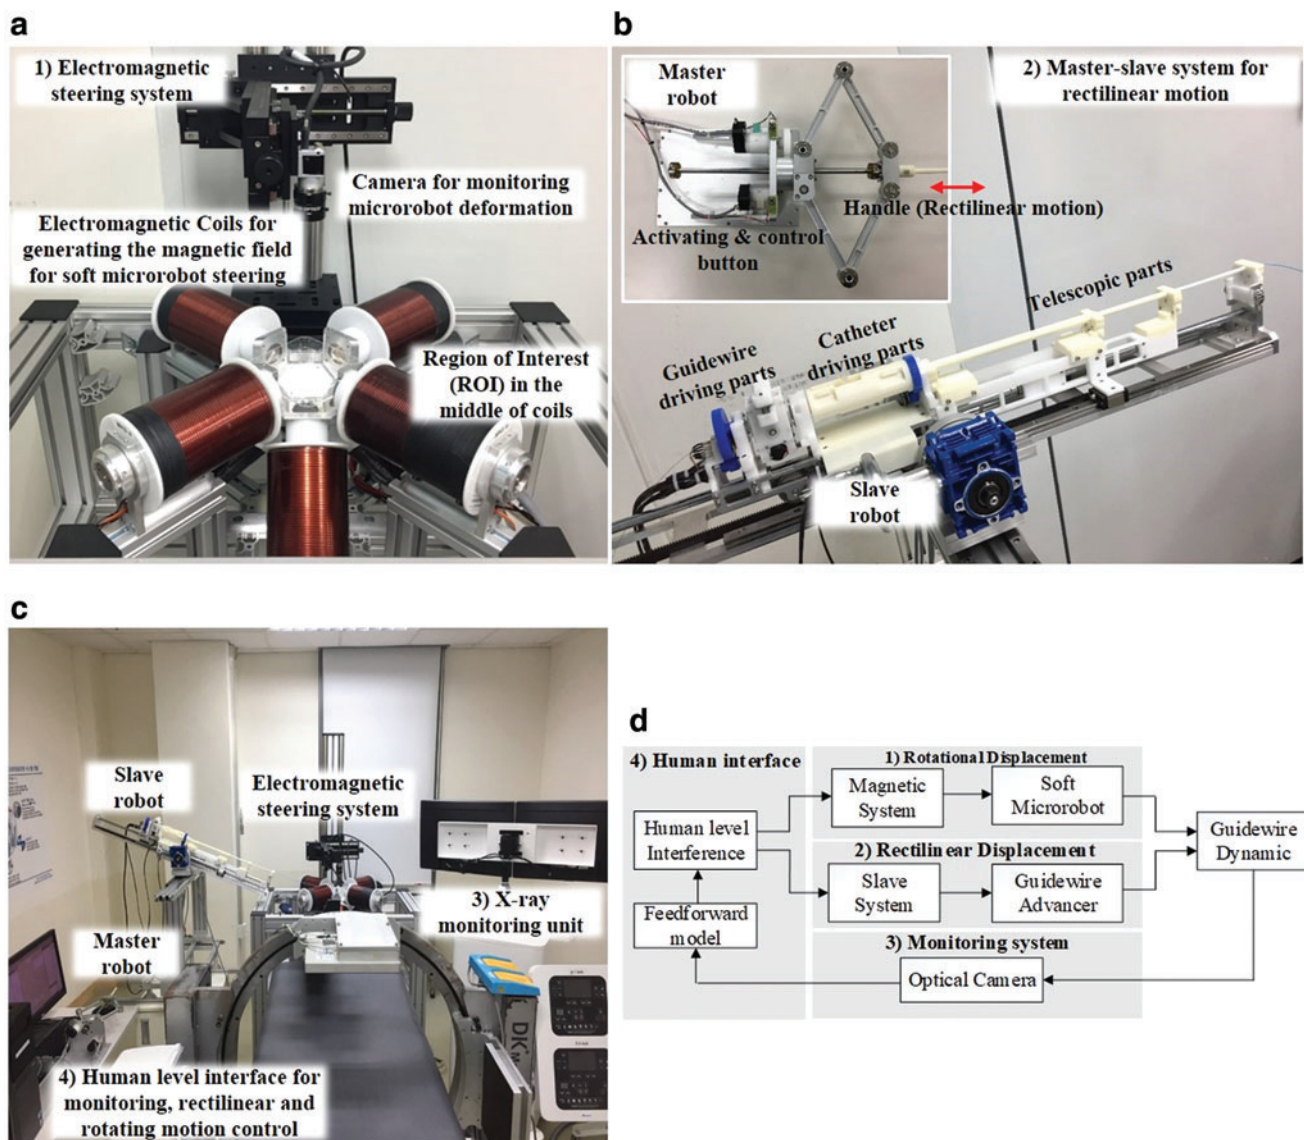 a
1) Electromagnetic
steering system
Camera for monitoring
microrobot deformation
Electromagnetic Coils for
generating the magnetic field
for soft microrobot steering
Region of Interest
(ROI) in the
middle of coils
b
Master
robot
2) Master-slave system for
rectilinear motion
Handle (Rectilinear motion)
Activating & control
button
Telescopic parts
Catheter
driving parts
Guidewire
driving parts
Slave
robot
c
Slave
robot
Electromagnetic
steering system
3) X-ray
monitoring unit
Master
robot
DK
4) Human level interface for
monitoring, rectilinear and
rotating motion control
d
4) Human interface
1) Rotational Displacement
Magnetic
System
Soft
Microrobot
Human level
Interference
Guidewire
Dynamic
2) Rectilinear Displacement
Slave
System
Guidewire
Advancer
Feedforward
model
3) Monitoring system
Optical Camera